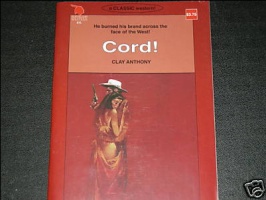 A CLASSIC WESTERN
He burned his brand across the
face of the West!
Cord!
CLAY ANTHONY